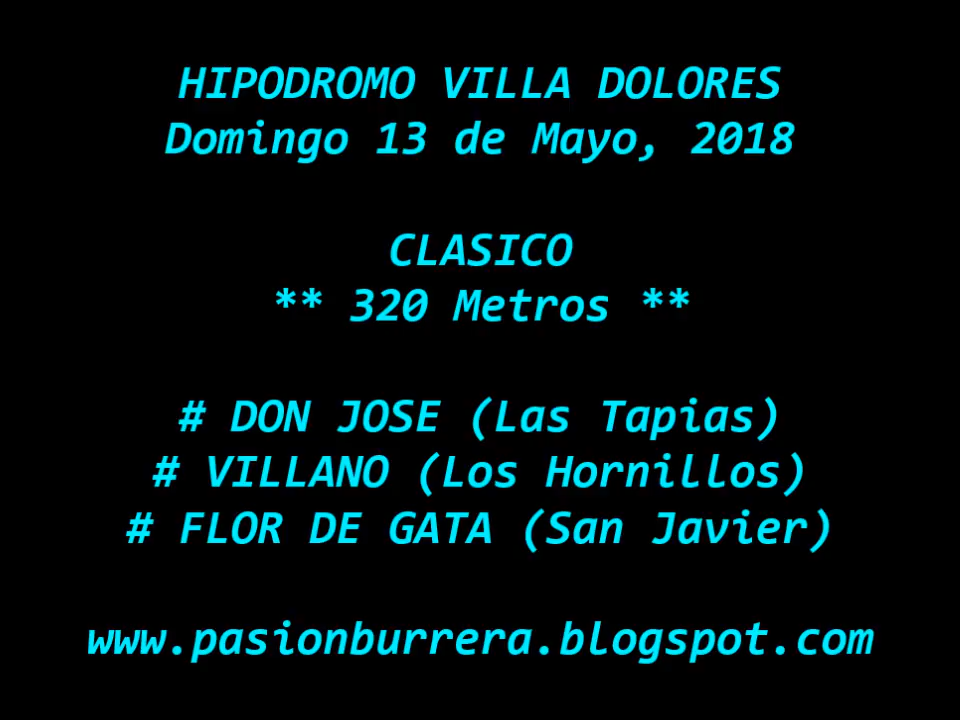 HIPODROMO VILLA DOLORES
Domingo 13 de Mayo, 2018
CLASICO
** 320 Metros **
# DON JOSE (Las Tapias)
# VILLANO (Los Hornillos)
# FLOR DE GATA (San Javier)
www.pasionburrera.blogspot.com